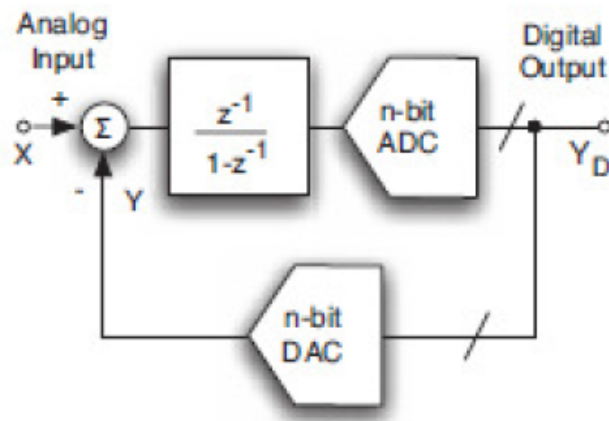 Analog
Input
Digital
Output
+
Σ
X
-
Y
z⁻¹
1-z⁻¹
n-bit
ADC
Y_D
n-bit
DAC